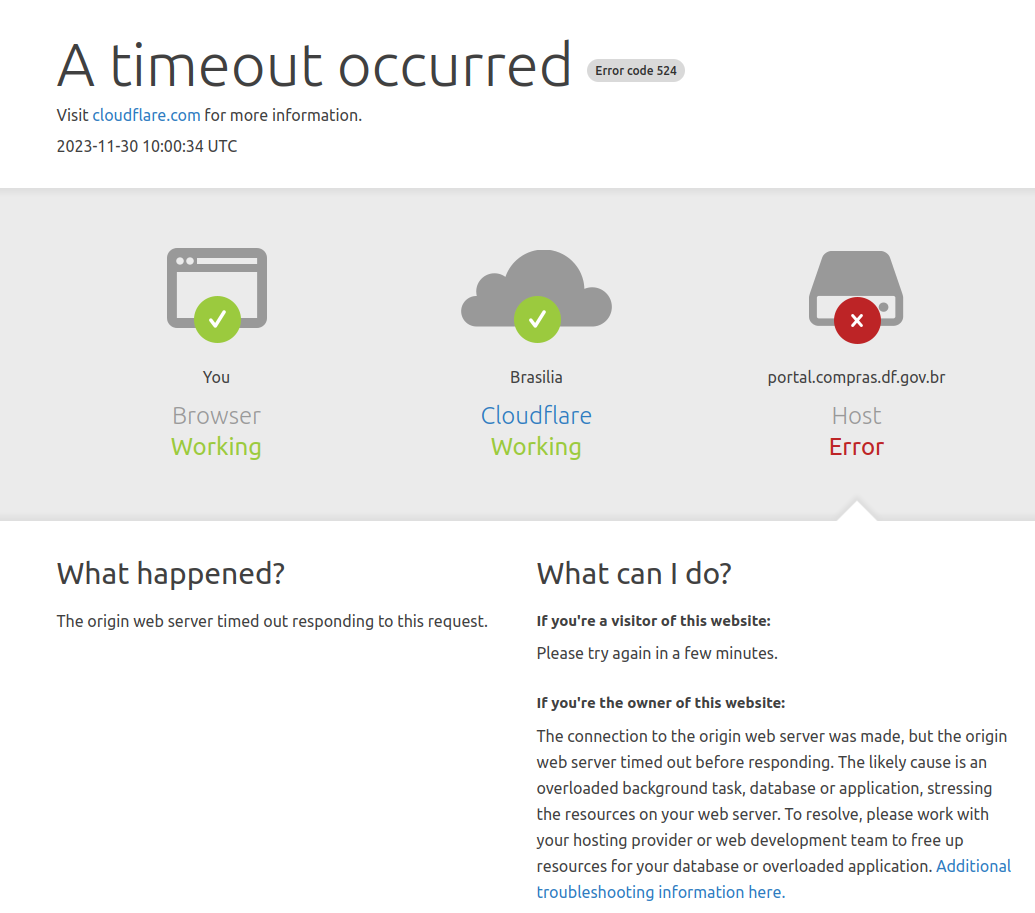 A timeout occurred Error code 524
Visit cloudflare.com for more information.
2023-11-30 10:00:34 UTC
You
Browser
Working
Brasilia
Cloudflare
Working
portal.compras.df.gov.br
Host
Error
What happened?
The origin web server timed out responding to this request.
What can I do?
If you're a visitor of this website:
Please try again in a few minutes.
If you're the owner of this website:
The connection to the origin web server was made, but the origin
web server timed out before responding. The likely cause is an
overloaded background task, database or application, stressing
the resources on your web server. To resolve, please work with
your hosting provider or web development team to free up
resources for your database or overloaded application. Additional
troubleshooting information here.